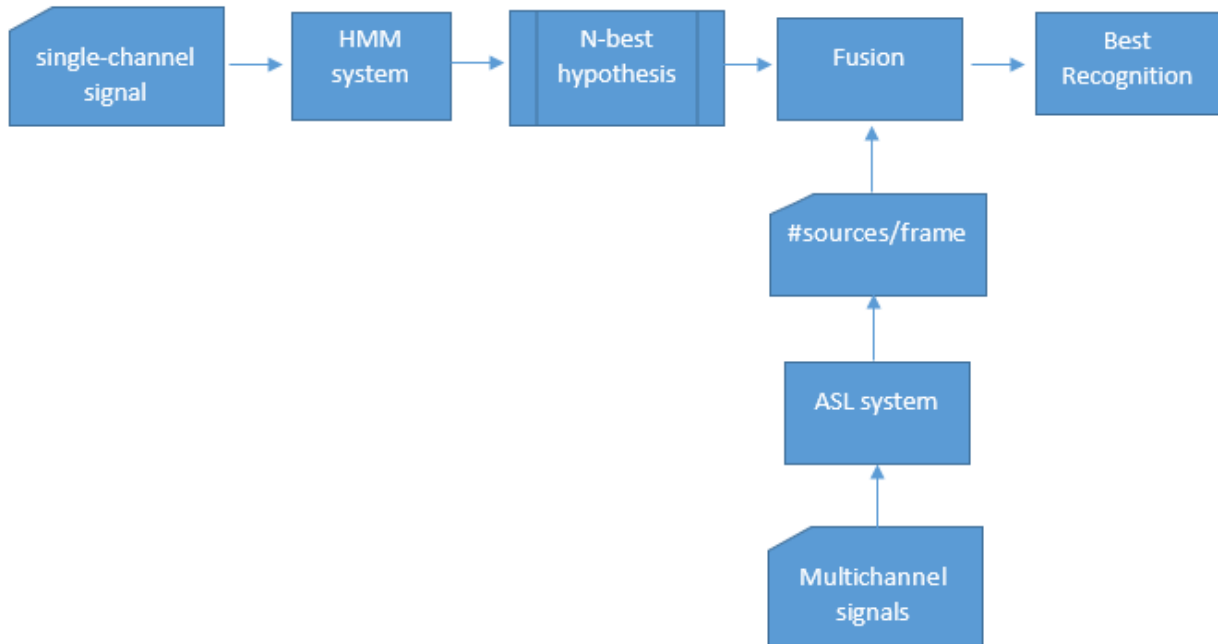 single-channel
signal
HMM
system
N-best
hypothesis
Fusion
Best
Recognition
#sources/frame
ASL system
Multichannel
signals